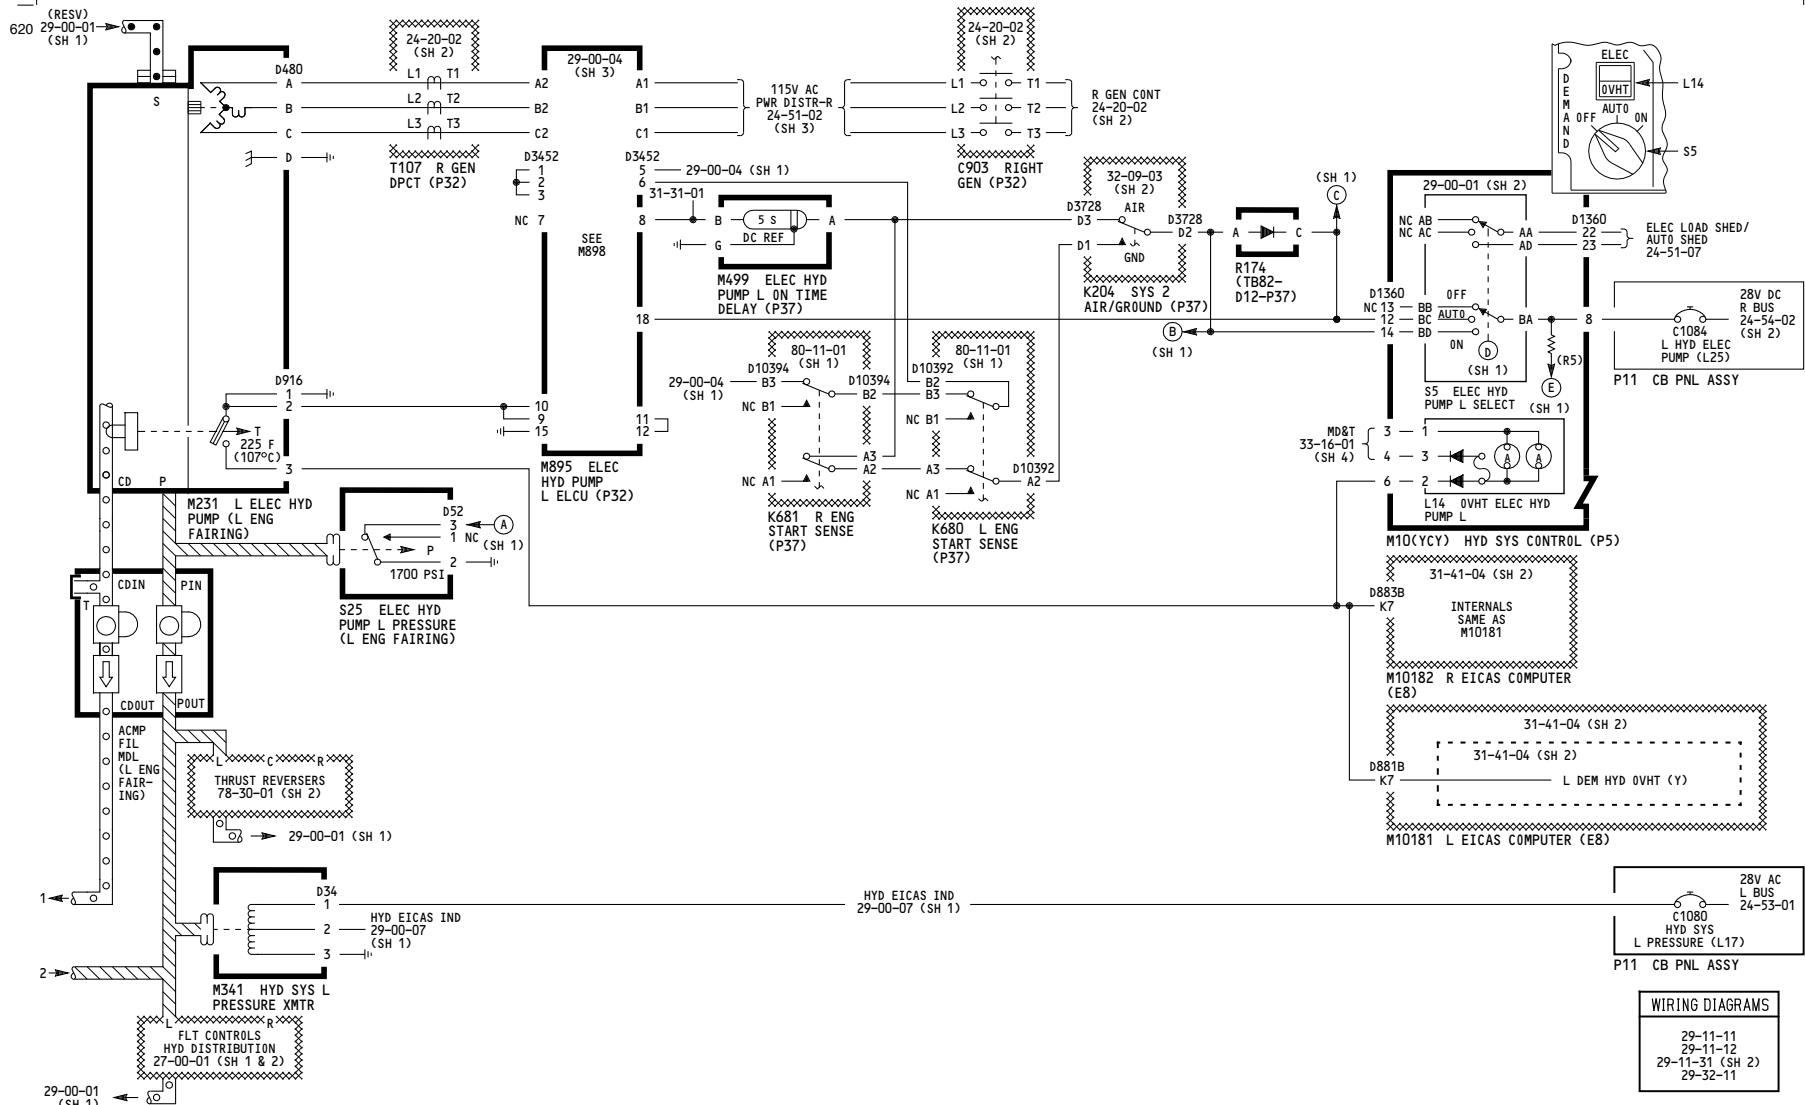 620
(RESV)
29-00-01
(SH 1)
S
D480
A
B
C
D
24-20-02
(SH 2)
L1 T1
L2 T2
L3 T3
T107 R GEN
DPCT (P32)
29-00-04
(SH 3)
A2 A1
B2 B1
C2 C1
D3452
1
2
3
NC 7
D3452
5
6
8
29-00-04 (SH 1)
31-31-01
SEE
M898
18
10
9
15
11
12
M895 ELEC
HYD PUMP
L ELCU (P32)
115V AC
PWR DISTR-R
24-51-02
(SH 3)
24-20-02
(SH 2)
L1 T1
L2 T2
L3 T3
C903 RIGHT
GEN (P32)
R GEN CONT
24-20-02
(SH 2)
B 5 S A
G DC REF
M499 ELEC HYD
PUMP L ON TIME
DELAY (P37)
32-09-03
(SH 2)
D3728
D3
AIR
D3728
D2
D1
GND
K204 SYS 2
AIR/GROUND (P37)
A C
R174
(TB82-
D12-P37)
(SH 1)
C
B
(SH 1)
ELEC
OVHT
L14
DEMAND
AUTO
OFF
ON
S5
29-00-01 (SH 2)
NC AB
NC AC
AA
AD
D1360
22
23
ELEC LOAD SHED/
AUTO SHED
24-51-07
D1360
NC 13 BB
12 BC
14 BD
OFF
AUTO
ON
BA
8
D
(SH 1)
(R5)
E
(SH 1)
S5 ELEC HYD
PUMP L SELECT
28V DC
R BUS
24-54-02
(SH 2)
C1084
L HYD ELEC
PUMP (L25)
P11 CB PNL ASSY
MD&T
33-16-01
(SH 4)
3 1
4 3
6 2
A A
L14 OVHT ELEC HYD
PUMP L
M10(YCY) HYD SYS CONTROL (P5)
80-11-01
(SH 1)
29-00-04
(SH 1)
D10394
B3
NC B1
D10394
B2
A3
A2
NC A1
K681 R ENG
START SENSE
(P37)
80-11-01
(SH 1)
D10392
B2
B3
NC B1
A3
NC A1
D10392
A2
K680 L ENG
START SENSE
(P37)
D916
1
2
3
T
225 F
(107°C)
CD P
M231 L ELEC HYD
PUMP (L ENG
FAIRING)
D52
3
1 NC
2
A
(SH 1)
P
1700 PSI
S25 ELEC HYD
PUMP L PRESSURE
(L ENG FAIRING)
CDIN PIN
T
CDOUT POUT
ACMP
FIL
MDL
(L ENG
FAIR-
ING)
31-41-04 (SH 2)
D883B
K7
INTERNALS
SAME AS
M10181
M10182 R EICAS COMPUTER
(E8)
31-41-04 (SH 2)
31-41-04 (SH 2)
D881B
K7
L DEM HYD OVHT (Y)
M10181 L EICAS COMPUTER (E8)
L C R
THRUST REVERSERS
78-30-01 (SH 2)
29-00-01 (SH 1)
1
D34
1
2
3
HYD EICAS IND
29-00-07
(SH 1)
HYD EICAS IND
29-00-07 (SH 1)
M341 HYD SYS L
PRESSURE XMTR
28V AC
L BUS
24-53-01
C1080
HYD SYS
L PRESSURE (L17)
P11 CB PNL ASSY
2
L R
FLT CONTROLS
HYD DISTRIBUTION
27-00-01 (SH 1 & 2)
29-00-01
(SH 1)
WIRING DIAGRAMS
29-11-11
29-11-12
29-11-31 (SH 2)
29-32-11